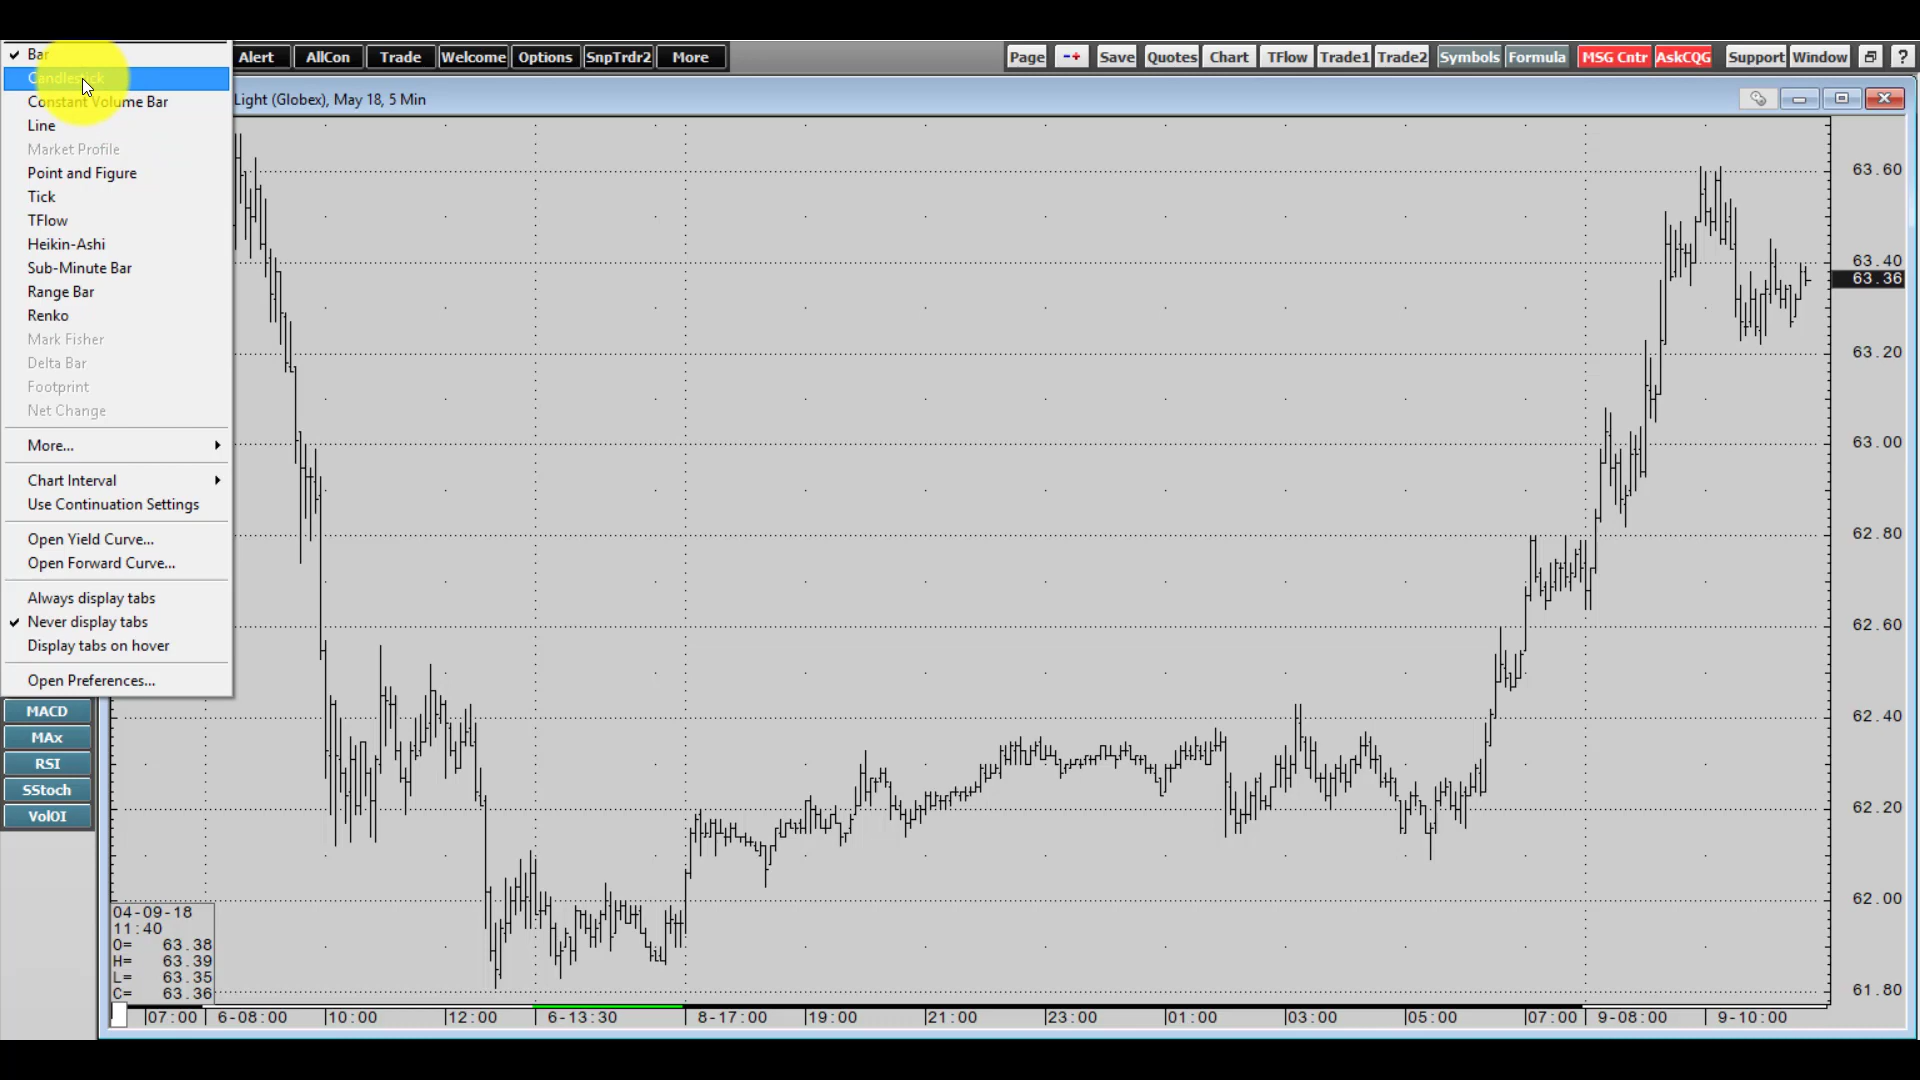 Bar
Candlestick
Constant Volume Bar
Line
Market Profile
Point and Figure
Tick
TFlow
Heikin-Ashi
Sub-Minute Bar
Range Bar
Renko
Mark Fisher
Delta Bar
Footprint
Net Change
More...
Chart Interval
Use Continuation Settings
Open Yield Curve...
Open Forward Curve...
Always display tabs
Never display tabs
Display tabs on hover
Open Preferences...
MACD
MAx
RSI
SStoch
VolOI
Alert AllCon Trade Welcome Options SnpTrdr2 More
Page -+ Save Quotes Chart TFlow Trade1 Trade2 Symbols Formula MSG Cntr AskCQG Support Window ?
Light (Globex), May 18, 5 Min
63.60
63.40
63.36
63.20
63.00
62.80
62.60
62.40
62.20
62.00
61.80
04-09-18
11:40
O= 63.38
H= 63.39
L= 63.35
C= 63.36
07:00 6-08:00 10:00 12:00 6-13:30 8-17:00 19:00 21:00 23:00 01:00 03:00 05:00 07:00 9-08:00 9-10:00